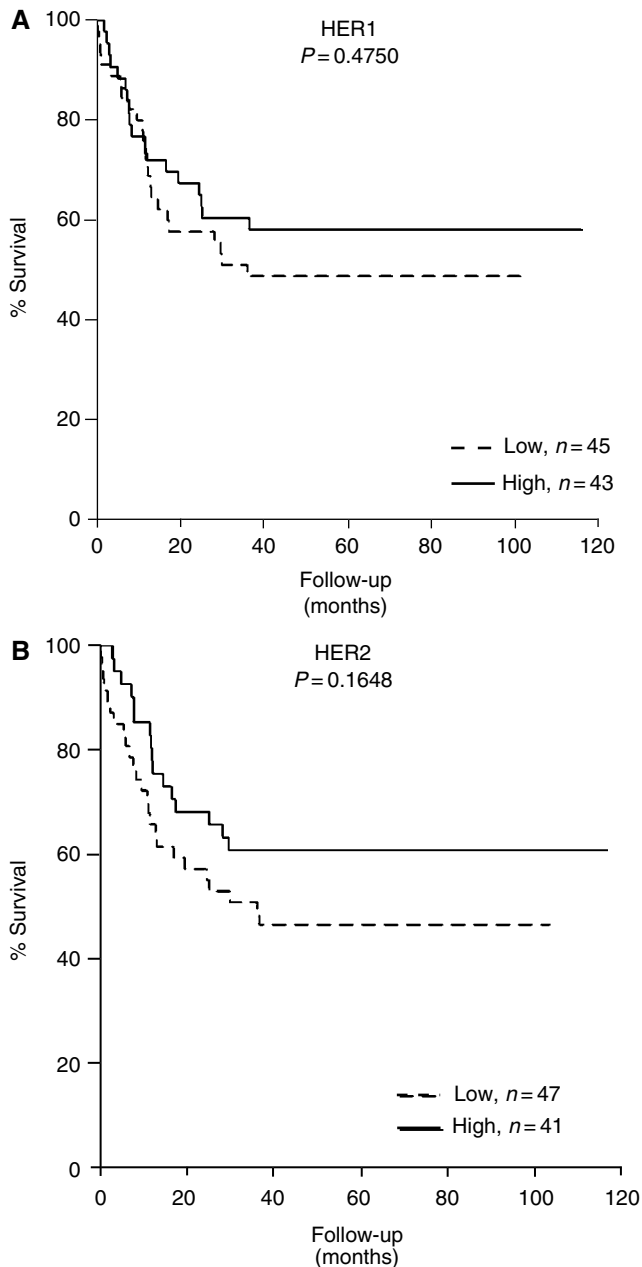 A
HER1
P = 0.4750
100
80
60
40
20
0
% Survival
Low, n = 45
High, n = 43
0 20 40 60 80 100 120
Follow-up
(months)
B
HER2
P = 0.1648
100
80
60
40
20
0
% Survival
Low, n = 47
High, n = 41
0 20 40 60 80 100 120
Follow-up
(months)